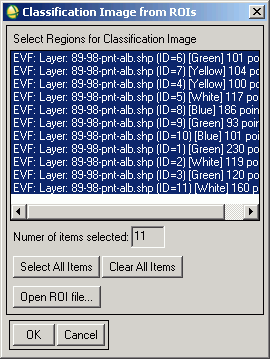 Classification Image from ROIs
Select Regions for Classification Image
EVF: Layer: 89-98-pnt-alb.shp (ID=6) [Green] 101 poi
EVF: Layer: 89-98-pnt-alb.shp (ID=7) [Yellow] 104 po
EVF: Layer: 89-98-pnt-alb.shp (ID=4) [Yellow] 100 po
EVF: Layer: 89-98-pnt-alb.shp (ID=5) [White] 117 po
EVF: Layer: 89-98-pnt-alb.shp (ID=8) [Blue] 186 poin
EVF: Layer: 89-98-pnt-alb.shp (ID=9) [Green] 93 poin
EVF: Layer: 89-98-pnt-alb.shp (ID=10) [Blue] 101 poi
EVF: Layer: 89-98-pnt-alb.shp (ID=1) [Green] 230 poi
EVF: Layer: 89-98-pnt-alb.shp (ID=2) [White] 119 poi
EVF: Layer: 89-98-pnt-alb.shp (ID=3) [Green] 120 poi
EVF: Layer: 89-98-pnt-alb.shp (ID=11) [White] 160 p
Numer of items selected: 11
Select All Items Clear All Items
Open ROI file...
OK Cancel